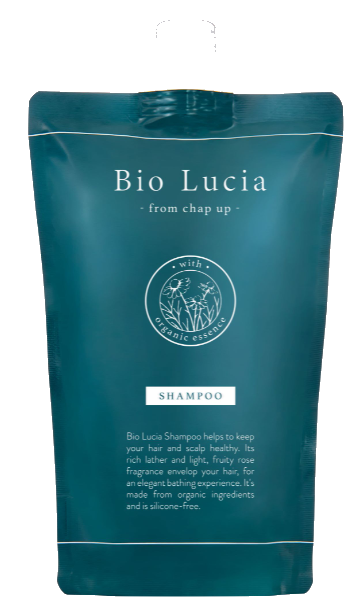 Bio Lucia
- from chap up -
• with •
organic essence
SHAMPOO
Bio Lucia Shampoo helps to keep
your hair and scalp healthy. Its
rich lather and light, fruity rose
fragrance envelop your hair, for
an elegant bathing experience. It's
made from organic ingredients
and is silicone-free.